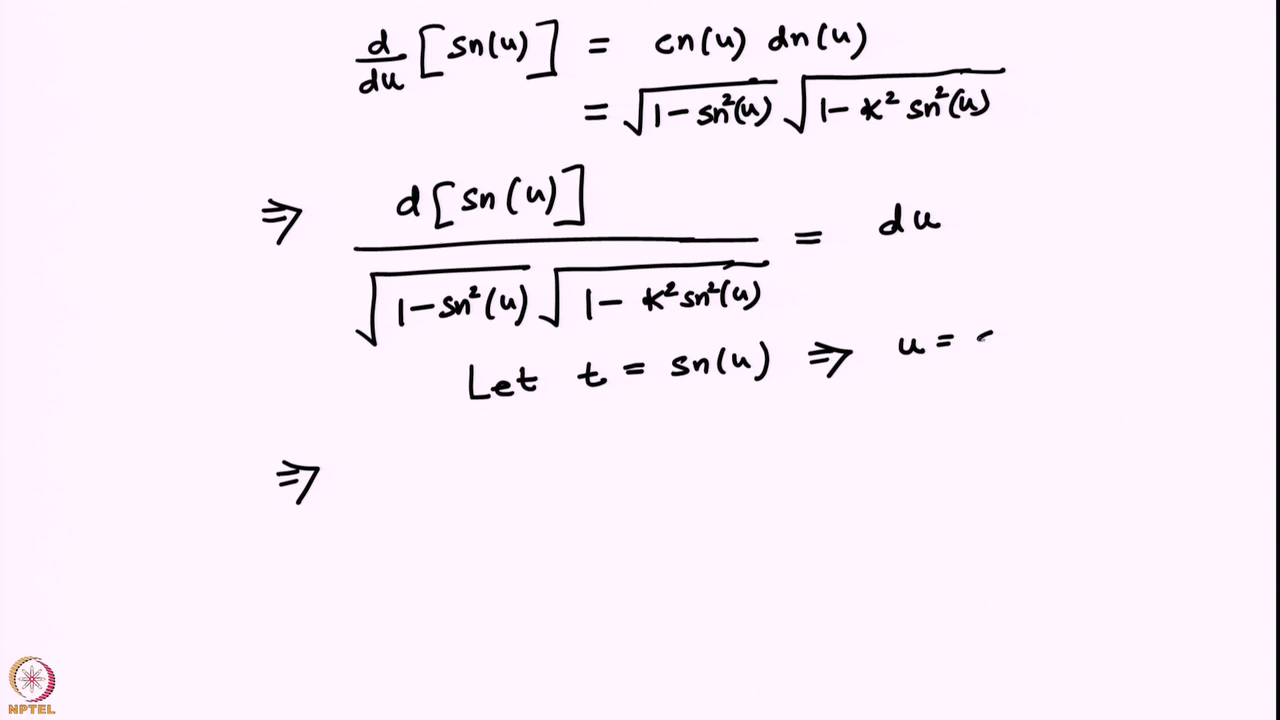 d/du [sn(u)] = cn(u) dn(u)
= √(1-sn²(u)) √(1- k² sn²(u))
⇒ d[sn(u)] / √(1-sn²(u)) √(1- k² sn²(u)) = du
Let t = sn(u) ⇒ u =
⇒
NPTEL